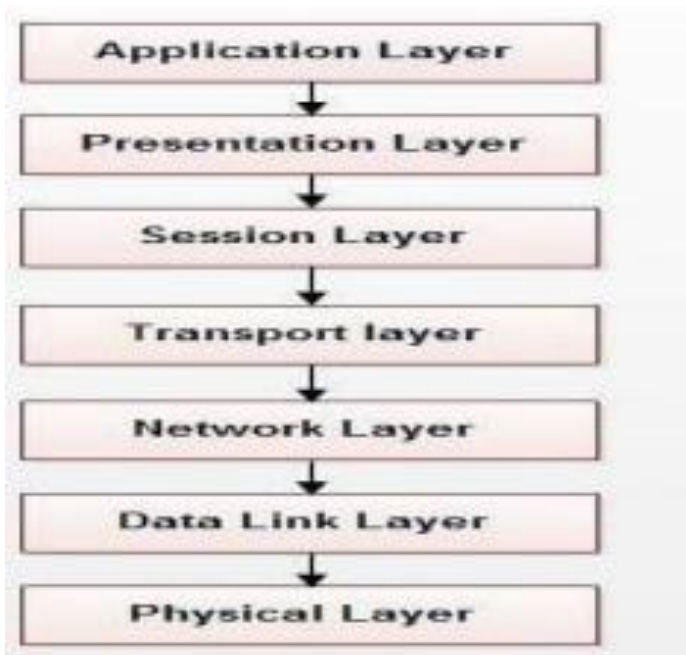 Application Layer
Presentation Layer
Session Layer
Transport layer
Network Layer
Data Link Layer
Physical Layer